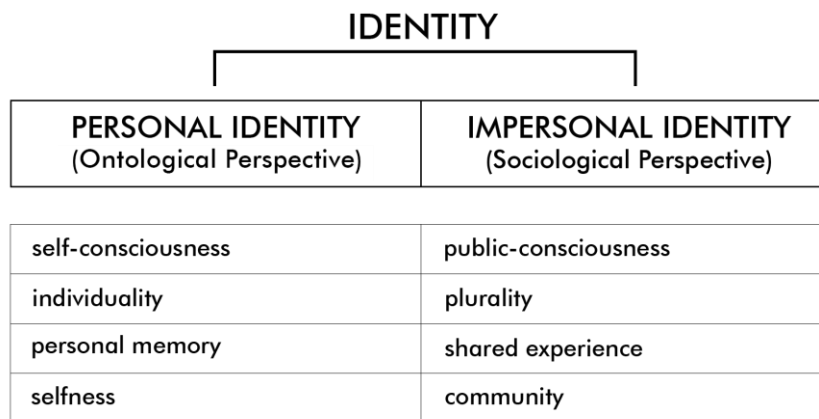 IDENTITY
PERSONAL IDENTITY
(Ontological Perspective)
IMPERSONAL IDENTITY
(Sociological Perspective)
self-consciousness
public-consciousness
individuality
plurality
personal memory
shared experience
selfness
community